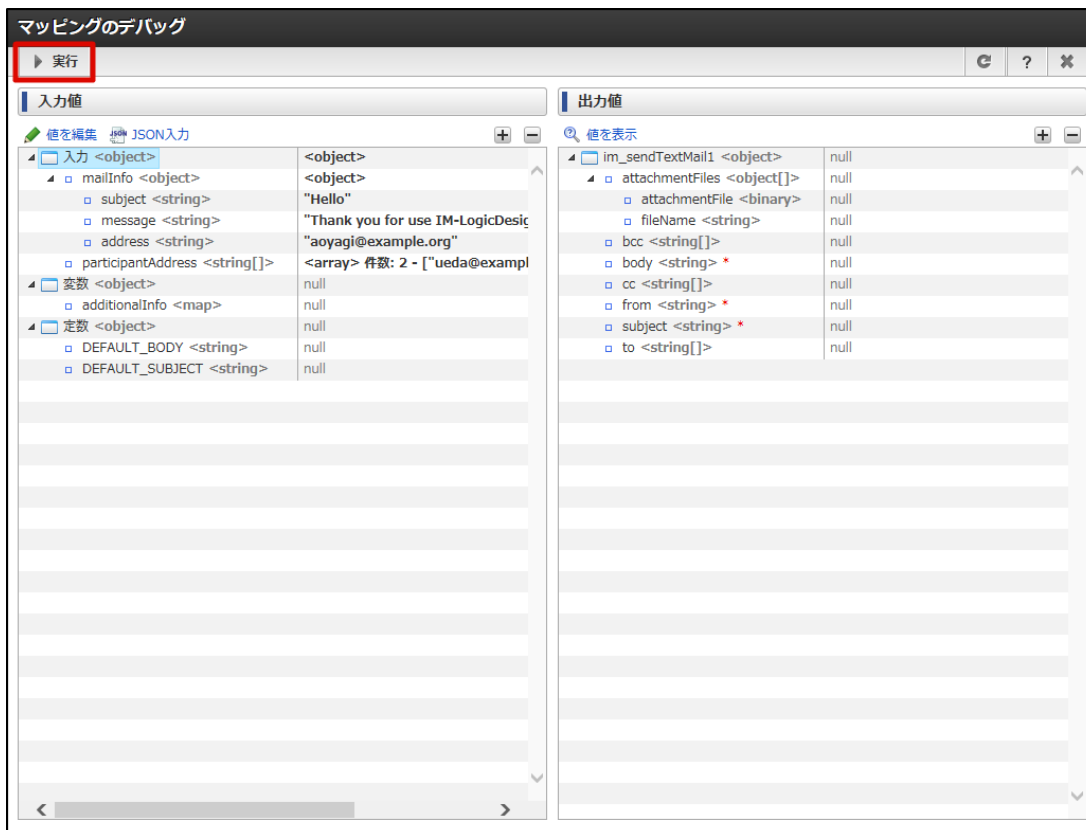 マッピングのデバッグ
実行
?
入力値
値を編集 JSON入力
入力 <object> <object>
mailInfo <object> <object>
subject <string> "Hello"
message <string> "Thank you for use IM-LogicDesig
address <string> "aoyagi@example.org"
participantAddress <string[]> <array> 件数: 2 - ["ueda@exampl
変数 <object> null
additionalInfo <map> null
定数 <object> null
DEFAULT_BODY <string> null
DEFAULT_SUBJECT <string> null
出力値
値を表示
im_sendTextMail1 <object> null
attachmentFiles <object[]> null
attachmentFile <binary> null
fileName <string> null
bcc <string[]> null
body <string> * null
cc <string[]> null
from <string> * null
subject <string> * null
to <string[]> null